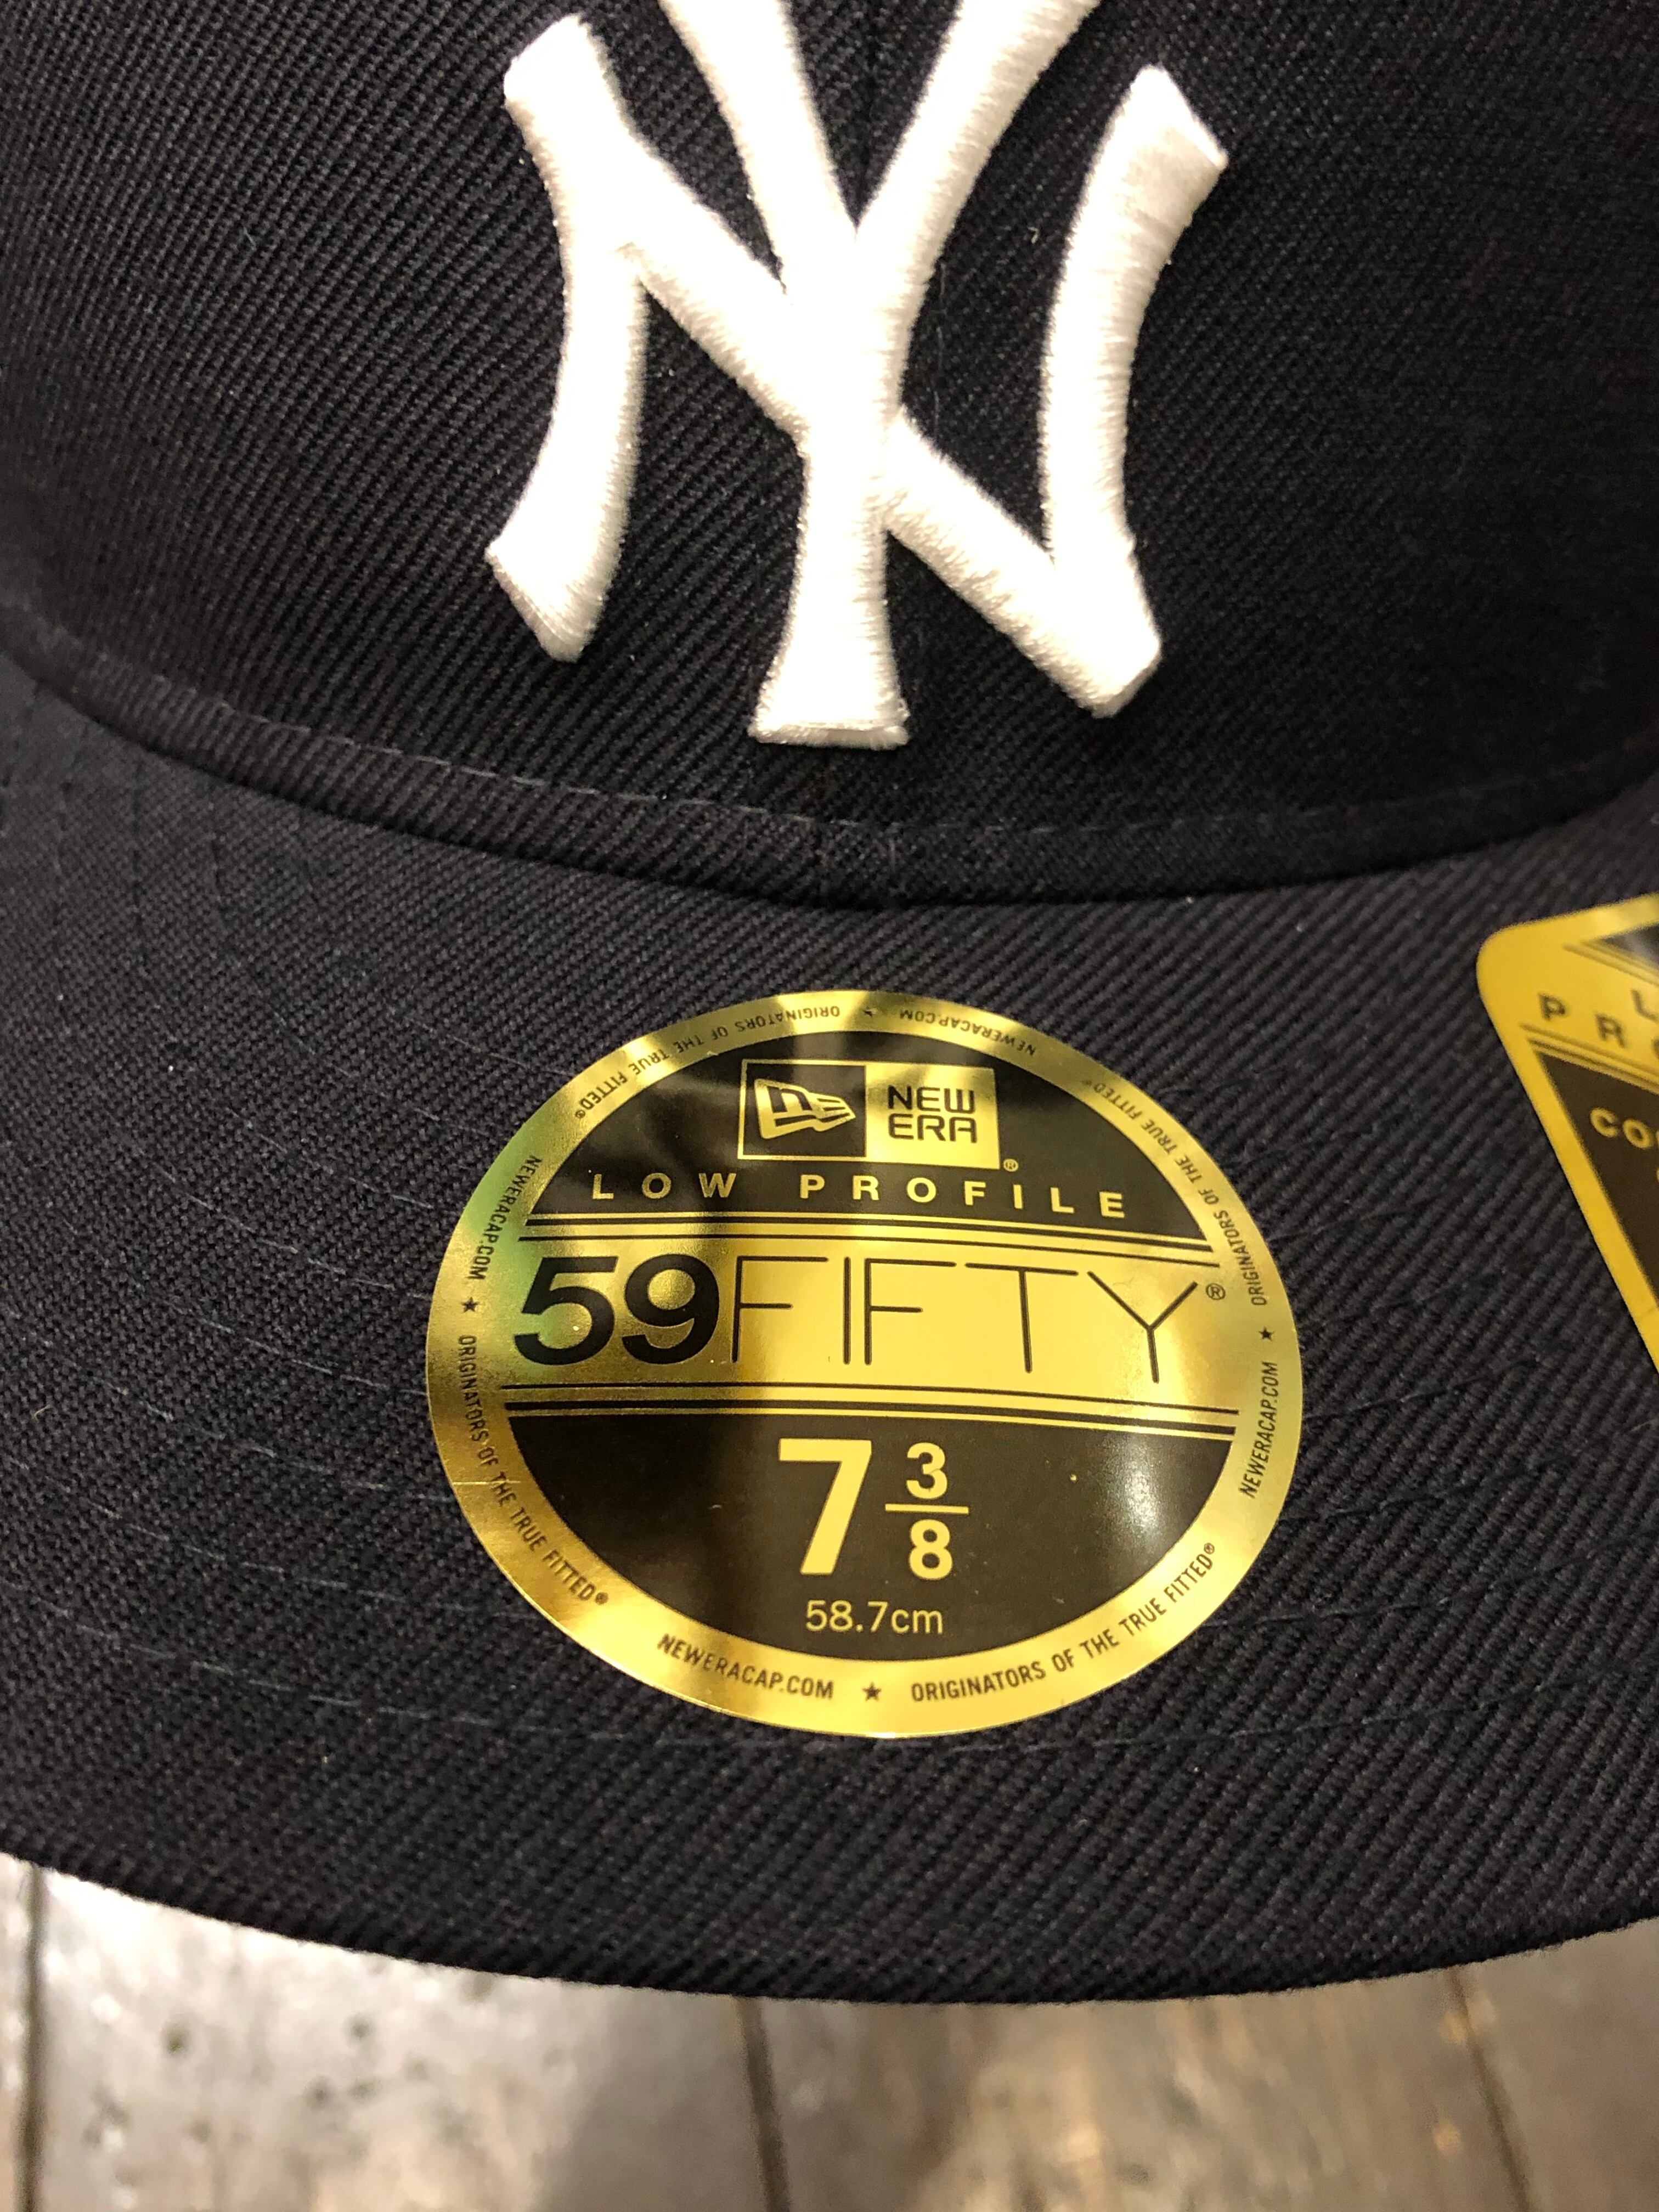 NY
NEW
ERA
®
LOW PROFILE
59FIFTY®
7 3/8
58.7cm
NEWERACAP.COM ★ ORIGINATORS OF THE TRUE FITTED®
NEWERACAP.COM ★ ORIGINATORS OF THE TRUE FITTED®
NEWERACAP.COM ★ ORIGINATORS OF THE TRUE FITTED®
NEWERACAP.COM ★ ORIGINATORS OF THE TRUE FITTED®